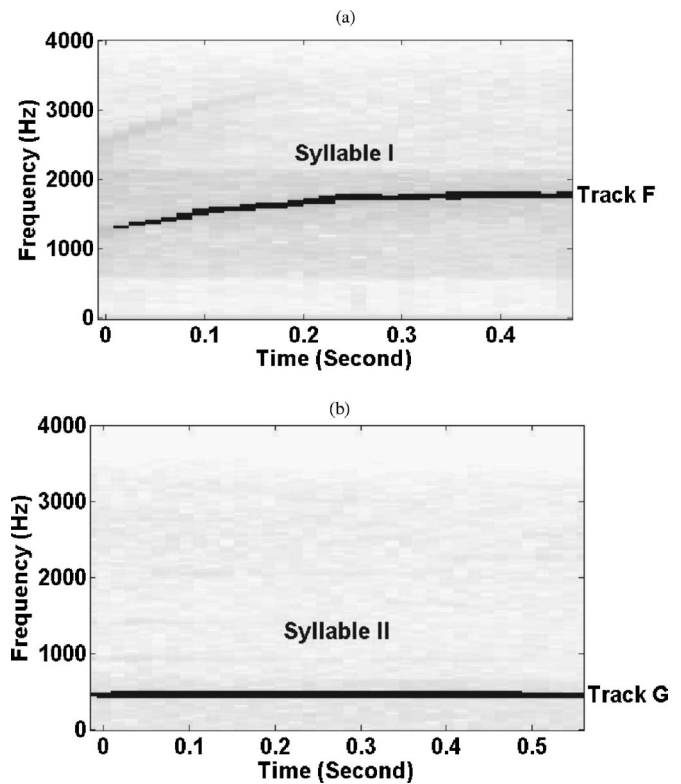 (a)
4000
3000
Syllable I
2000
Track F
1000
0
Frequency (Hz)
0 0.1 0.2 0.3 0.4
Time (Second)
(b)
4000
3000
2000
Syllable II
1000
Track G
0
Frequency (Hz)
0 0.1 0.2 0.3 0.4 0.5
Time (Second)